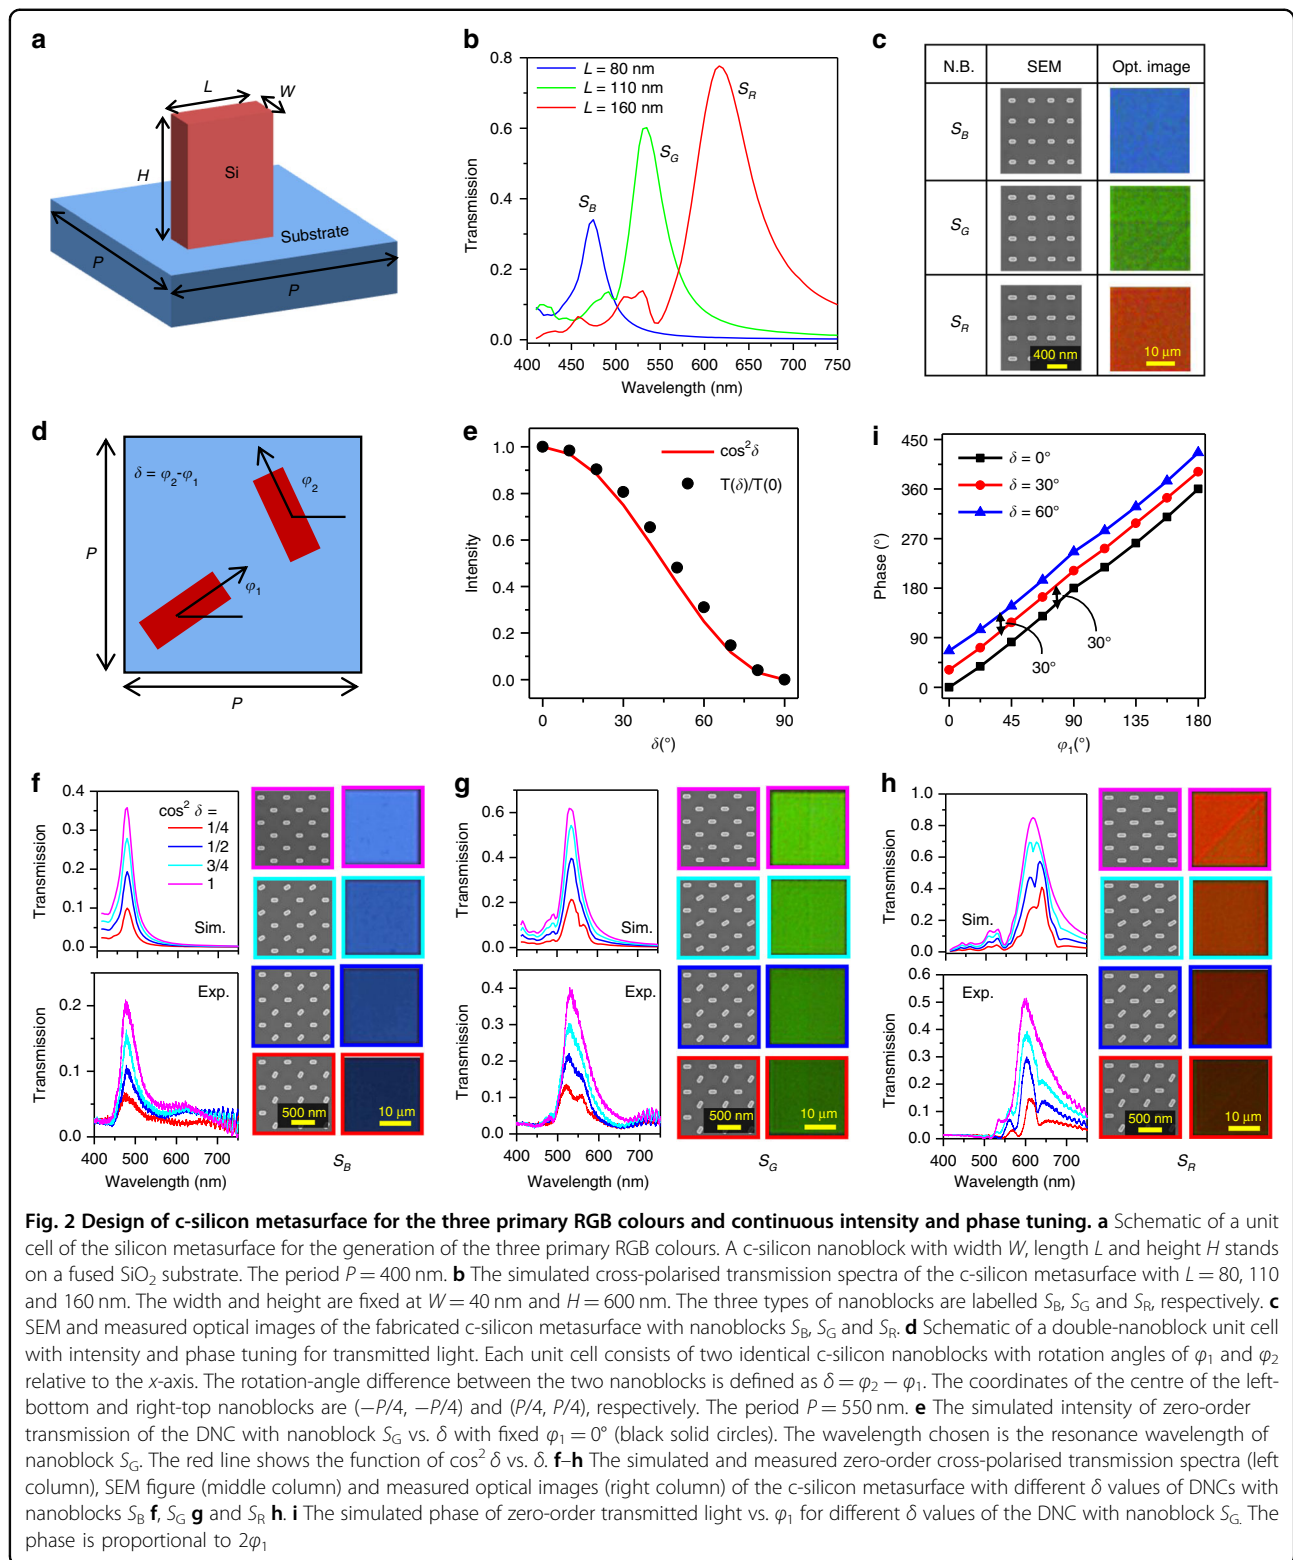 a
L
W
H
Si
Substrate
P
P
b
0.8
0.6
0.4
0.2
0.0
Transmission
L = 80 nm
L = 110 nm
L = 160 nm
S_B
S_G
S_R
400 450 500 550 600 650 700 750
Wavelength (nm)
c
N.B. SEM Opt. image
S_B
S_G
S_R
400 nm
10 μm
d
δ = φ₂-φ₁
φ₂
φ₁
P
P
e
1.0
0.8
0.6
0.4
0.2
0.0
Intensity
cos² δ
T(δ)/T(0)
0 30 60 90
δ(°)
i
450
360
270
180
90
0
Phase (°)
δ = 0°
δ = 30°
δ = 60°
30°
30°
0 45 90 135 180
φ₁(°)
f
0.4
0.3
0.2
0.1
0.0
Transmission
cos² δ =
1/4
1/2
3/4
1
Sim.
0.2
0.1
0.0
Transmission
Exp.
400 500 600 700
Wavelength (nm)
500 nm
10 μm
S_B
g
0.6
0.4
0.2
0.0
Transmission
Sim.
0.4
0.3
0.2
0.1
0.0
Transmission
Exp.
400 500 600 700
Wavelength (nm)
500 nm
10 μm
S_G
h
1.0
0.8
0.6
0.4
0.2
0.0
Transmission
Sim.
0.6
0.5
0.4
0.3
0.2
0.1
0.0
Transmission
Exp.
400 500 600 700
Wavelength (nm)
500 nm
10 μm
S_R
Fig. 2 Design of c-silicon metasurface for the three primary RGB colours and continuous intensity and phase tuning. a Schematic of a unit
cell of the silicon metasurface for the generation of the three primary RGB colours. A c-silicon nanoblock with width W, length L and height H stands
on a fused SiO₂ substrate. The period P = 400 nm. b The simulated cross-polarised transmission spectra of the c-silicon metasurface with L = 80, 110
and 160 nm. The width and height are fixed at W = 40 nm and H = 600 nm. The three types of nanoblocks are labelled S_B, S_G and S_R, respectively. c
SEM and measured optical images of the fabricated c-silicon metasurface with nanoblocks S_B, S_G and S_R. d Schematic of a double-nanoblock unit cell
with intensity and phase tuning for transmitted light. Each unit cell consists of two identical c-silicon nanoblocks with rotation angles of φ₁ and φ₂
relative to the x-axis. The rotation-angle difference between the two nanoblocks is defined as δ = φ₂ − φ₁. The coordinates of the centre of the left-
bottom and right-top nanoblocks are (−P/4, −P/4) and (P/4, P/4), respectively. The period P = 550 nm. e The simulated intensity of zero-order
transmission of the DNC with nanoblock S_G vs. δ with fixed φ₁ = 0° (black solid circles). The wavelength chosen is the resonance wavelength of
nanoblock S_G. The red line shows the function of cos² δ vs. δ. f–h The simulated and measured zero-order cross-polarised transmission spectra (left
column), SEM figure (middle column) and measured optical images (right column) of the c-silicon metasurface with different δ values of DNCs with
nanoblocks S_B f, S_G g and S_R h. i The simulated phase of zero-order transmitted light vs. φ₁ for different δ values of the DNC with nanoblock S_G. The
phase is proportional to 2φ₁